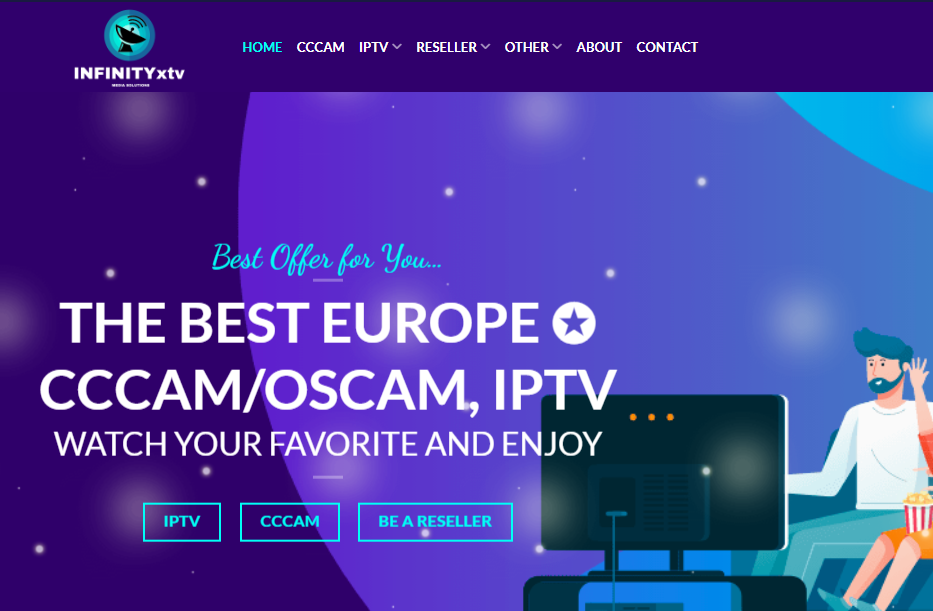 INFINITYxtv
MEDIA SOLUTIONS
HOME CCCAM IPTV RESELLER OTHER ABOUT CONTACT
Best Offer for You...
THE BEST EUROPE ✪
CCCAM/OSCAM, IPTV
WATCH YOUR FAVORITE AND ENJOY
IPTV CCCAM BE A RESELLER